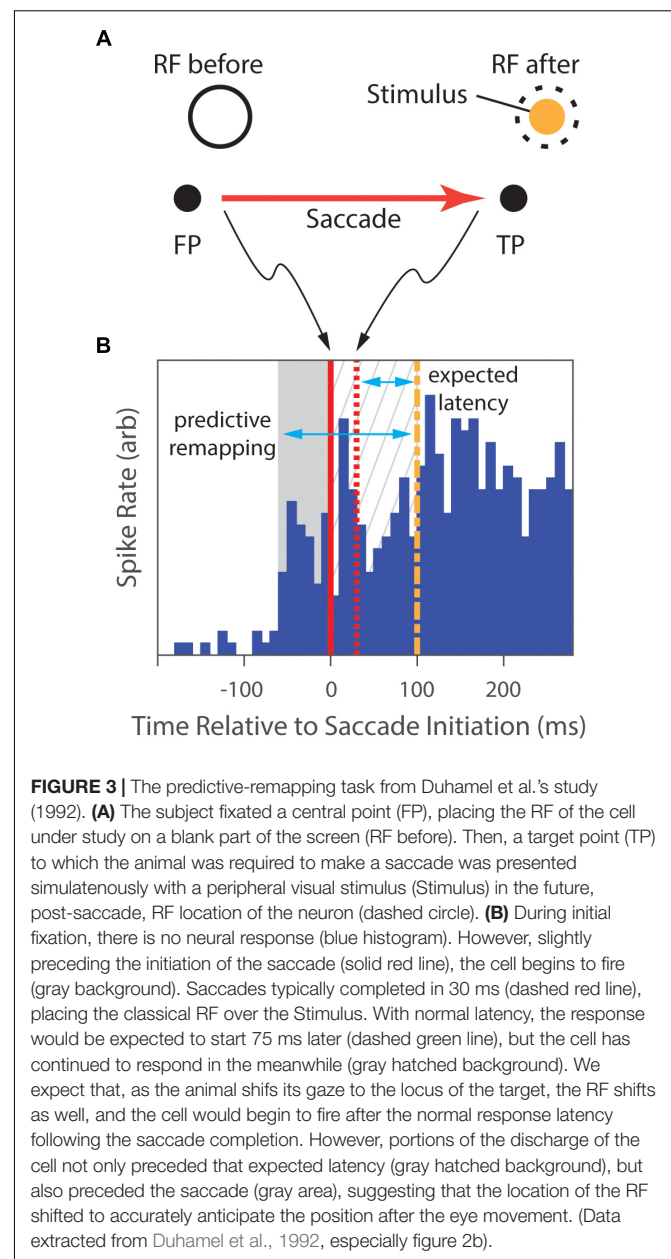 A
RF before
RF after
Stimulus
Saccade
FP
TP
B
expected
latency
predictive
remapping
Spike Rate (arb)
-100 0 100 200
Time Relative to Saccade Initiation (ms)
FIGURE 3 | The predictive-remapping task from Duhamel et al.'s study
(1992). (A) The subject fixated a central point (FP), placing the RF of the cell
under study on a blank part of the screen (RF before). Then, a target point (TP)
to which the animal was required to make a saccade was presented
simulatenously with a peripheral visual stimulus (Stimulus) in the future,
post-saccade, RF location of the neuron (dashed circle). (B) During initial
fixation, there is no neural response (blue histogram). However, slightly
preceding the initiation of the saccade (solid red line), the cell begins to fire
(gray background). Saccades typically completed in 30 ms (dashed red line),
placing the classical RF over the Stimulus. With normal latency, the response
would be expected to start 75 ms later (dashed green line), but the cell has
continued to respond in the meanwhile (gray hatched background). We
expect that, as the animal shifs its gaze to the locus of the target, the RF shifts
as well, and the cell would begin to fire after the normal response latency
following the saccade completion. However, portions of the discharge of the
cell not only preceded that expected latency (gray hatched background), but
also preceded the saccade (gray area), suggesting that the location of the RF
shifted to accurately anticipate the position after the eye movement. (Data
extracted from Duhamel et al., 1992, especially figure 2b).